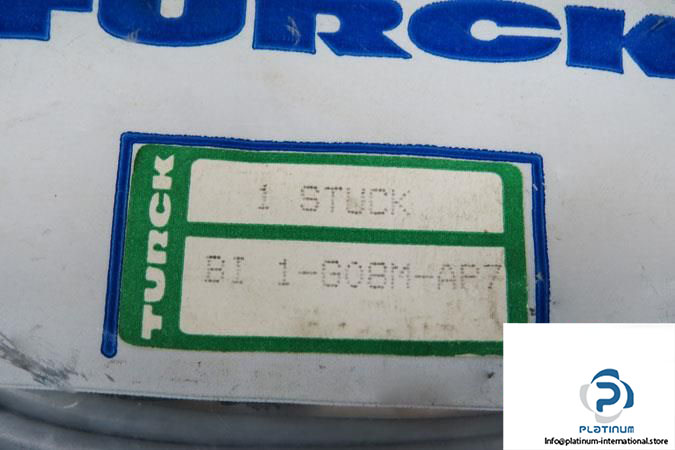 TURCK
TURCK
1 STUCK
BI 1-G08M-AP7
PLATINUM
Info@platinum-international.store